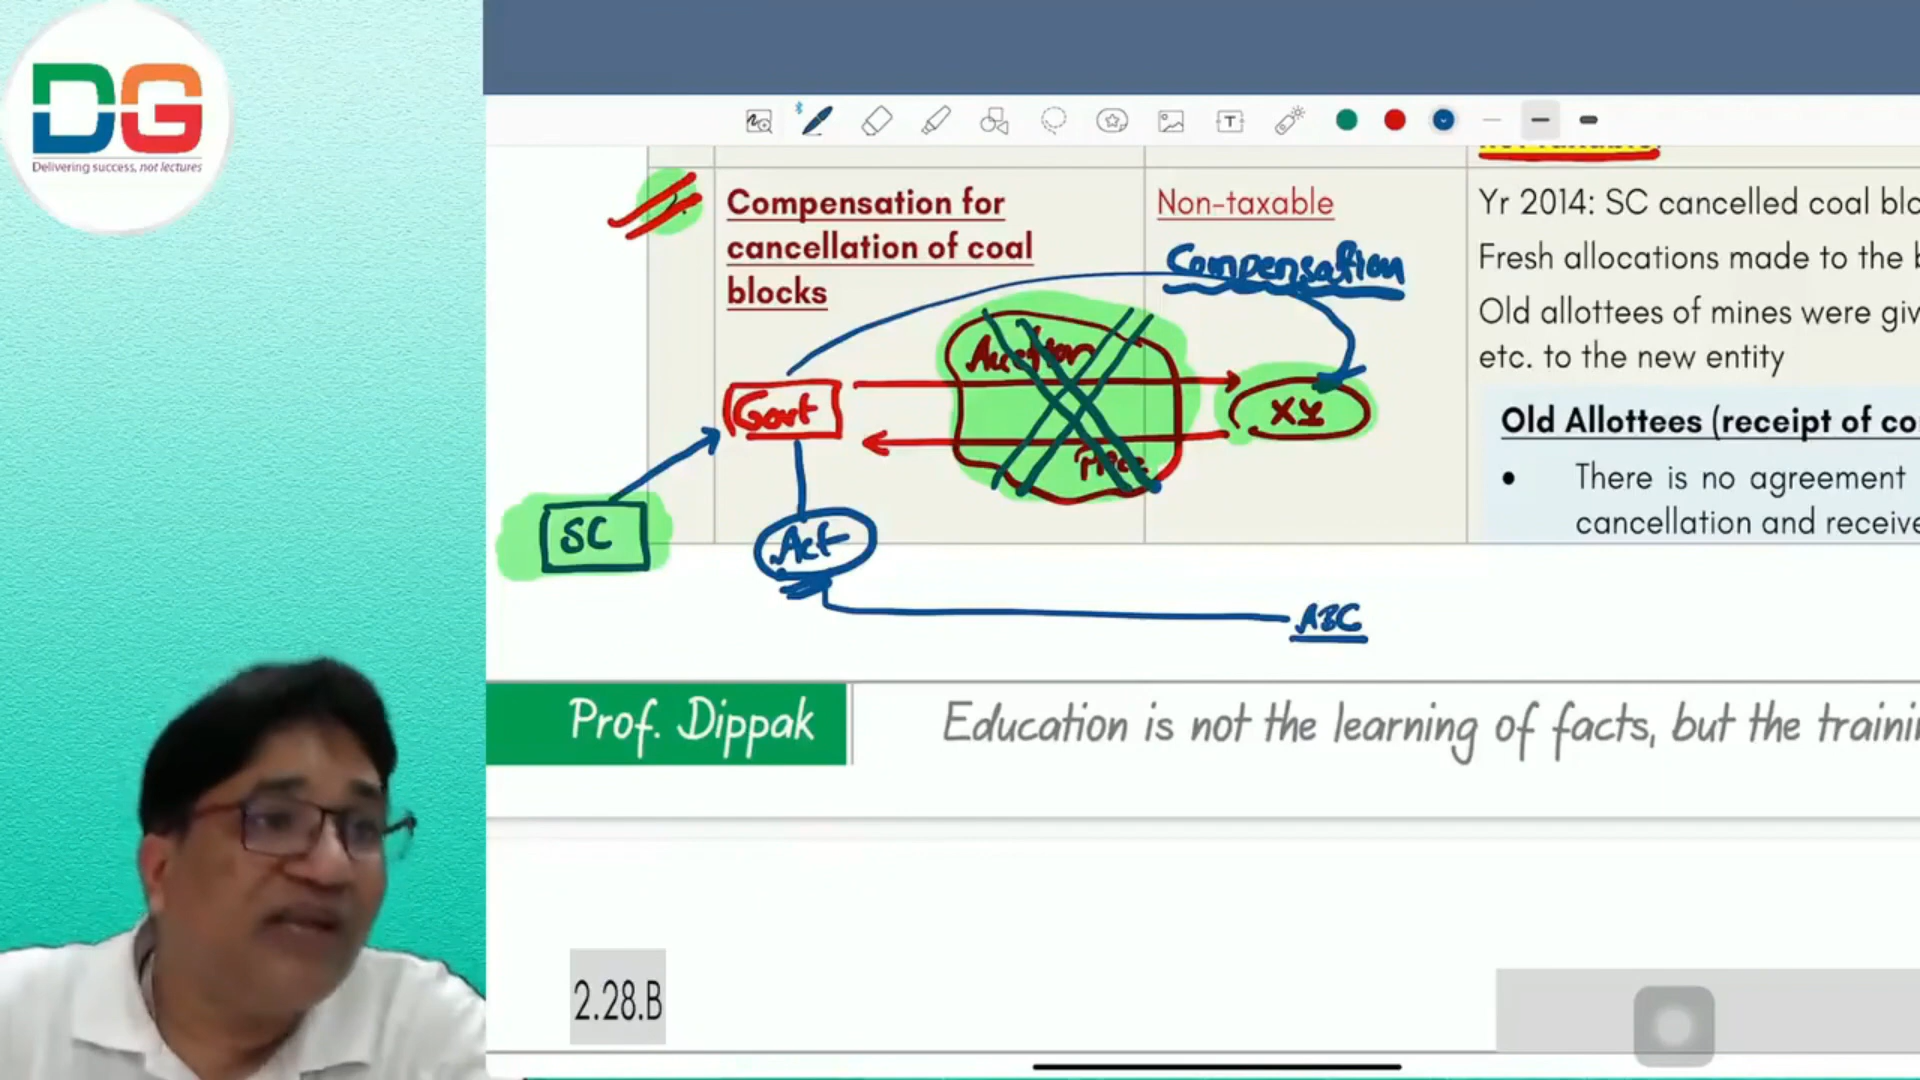 DG
Delivering success, not lectures
T
2.
Compensation for
cancellation of coal
blocks
Non-taxable
Compensation
Yr 2014: SC cancelled coal blo
Fresh allocations made to the b
Old allottees of mines were giv
etc. to the new entity
Auction
Govt
XY
Price
Old Allottees (receipt of co
• There is no agreement
cancellation and receive
SC
Act
ABC
Prof. Dippak
Education is not the learning of facts, but the traini
2.28.B